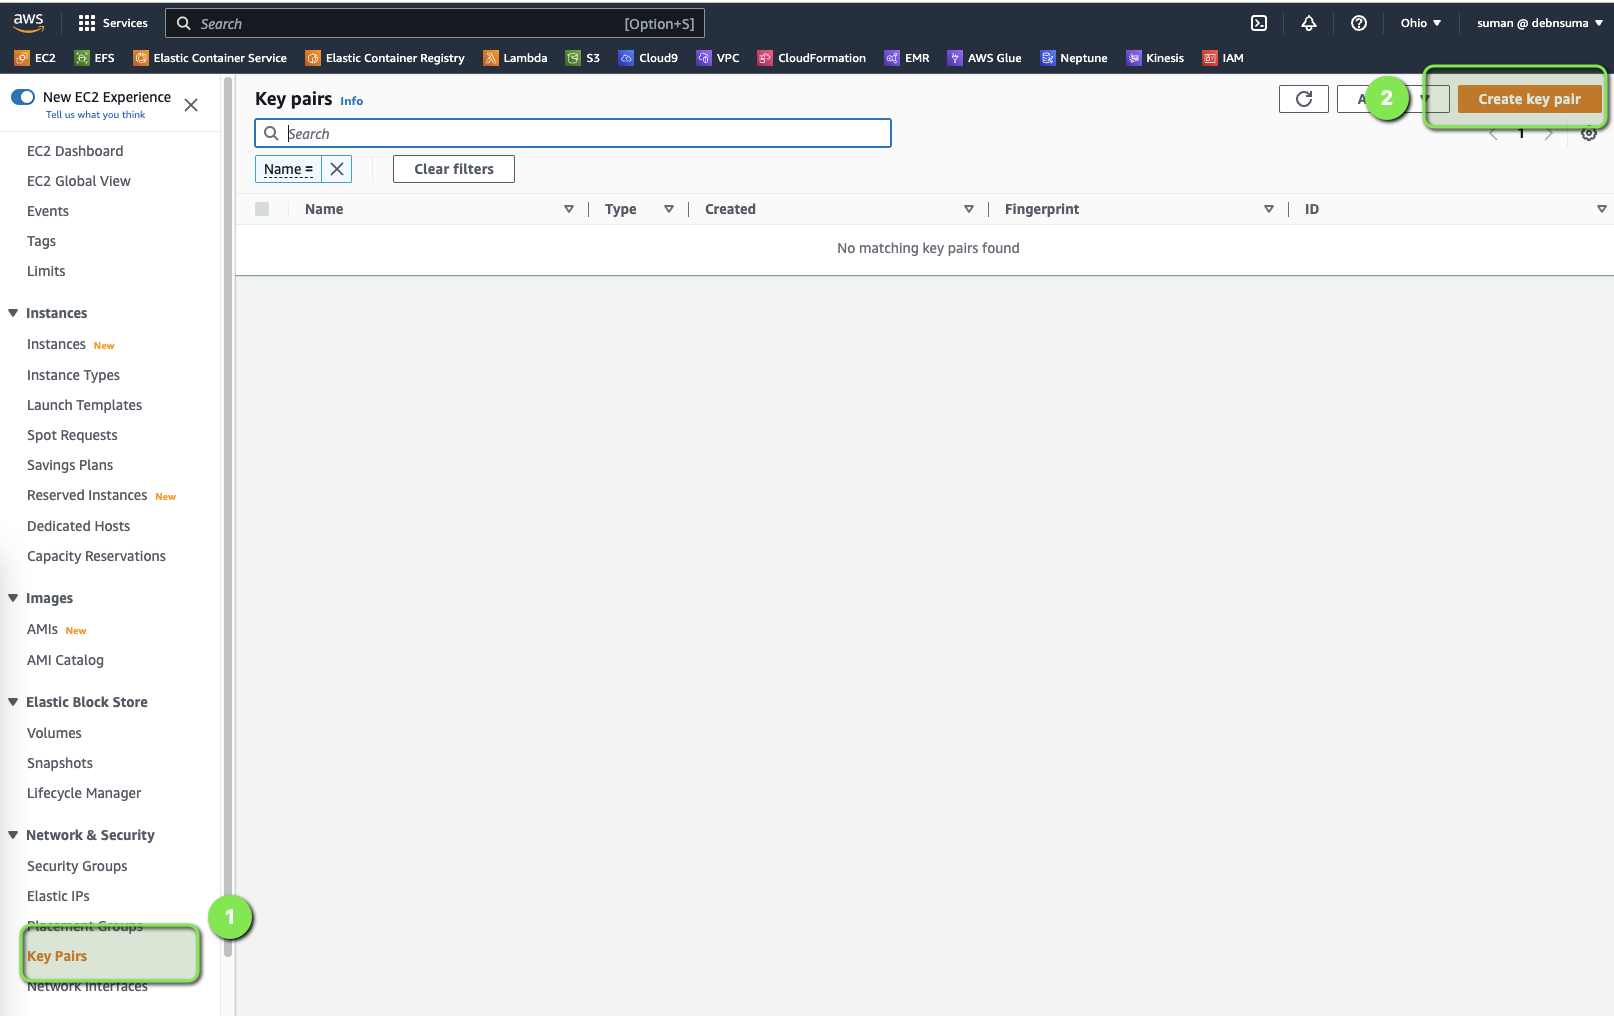 aws
Services
Search [Option+S]
Ohio
suman @ debnsuma
EC2 EFS Elastic Container Service Elastic Container Registry Lambda S3 Cloud9 VPC CloudFormation EMR AWS Glue Neptune Kinesis IAM
New EC2 Experience
Tell us what you think
EC2 Dashboard
EC2 Global View
Events
Tags
Limits
Instances
Instances New
Instance Types
Launch Templates
Spot Requests
Savings Plans
Reserved Instances New
Dedicated Hosts
Capacity Reservations
Images
AMIs New
AMI Catalog
Elastic Block Store
Volumes
Snapshots
Lifecycle Manager
Network & Security
Security Groups
Elastic IPs
Placement Groups
1
Key Pairs
Network Interfaces
Key pairs Info
2
Create key pair
Search
1
Name =
Clear filters
Name Type Created Fingerprint ID
No matching key pairs found